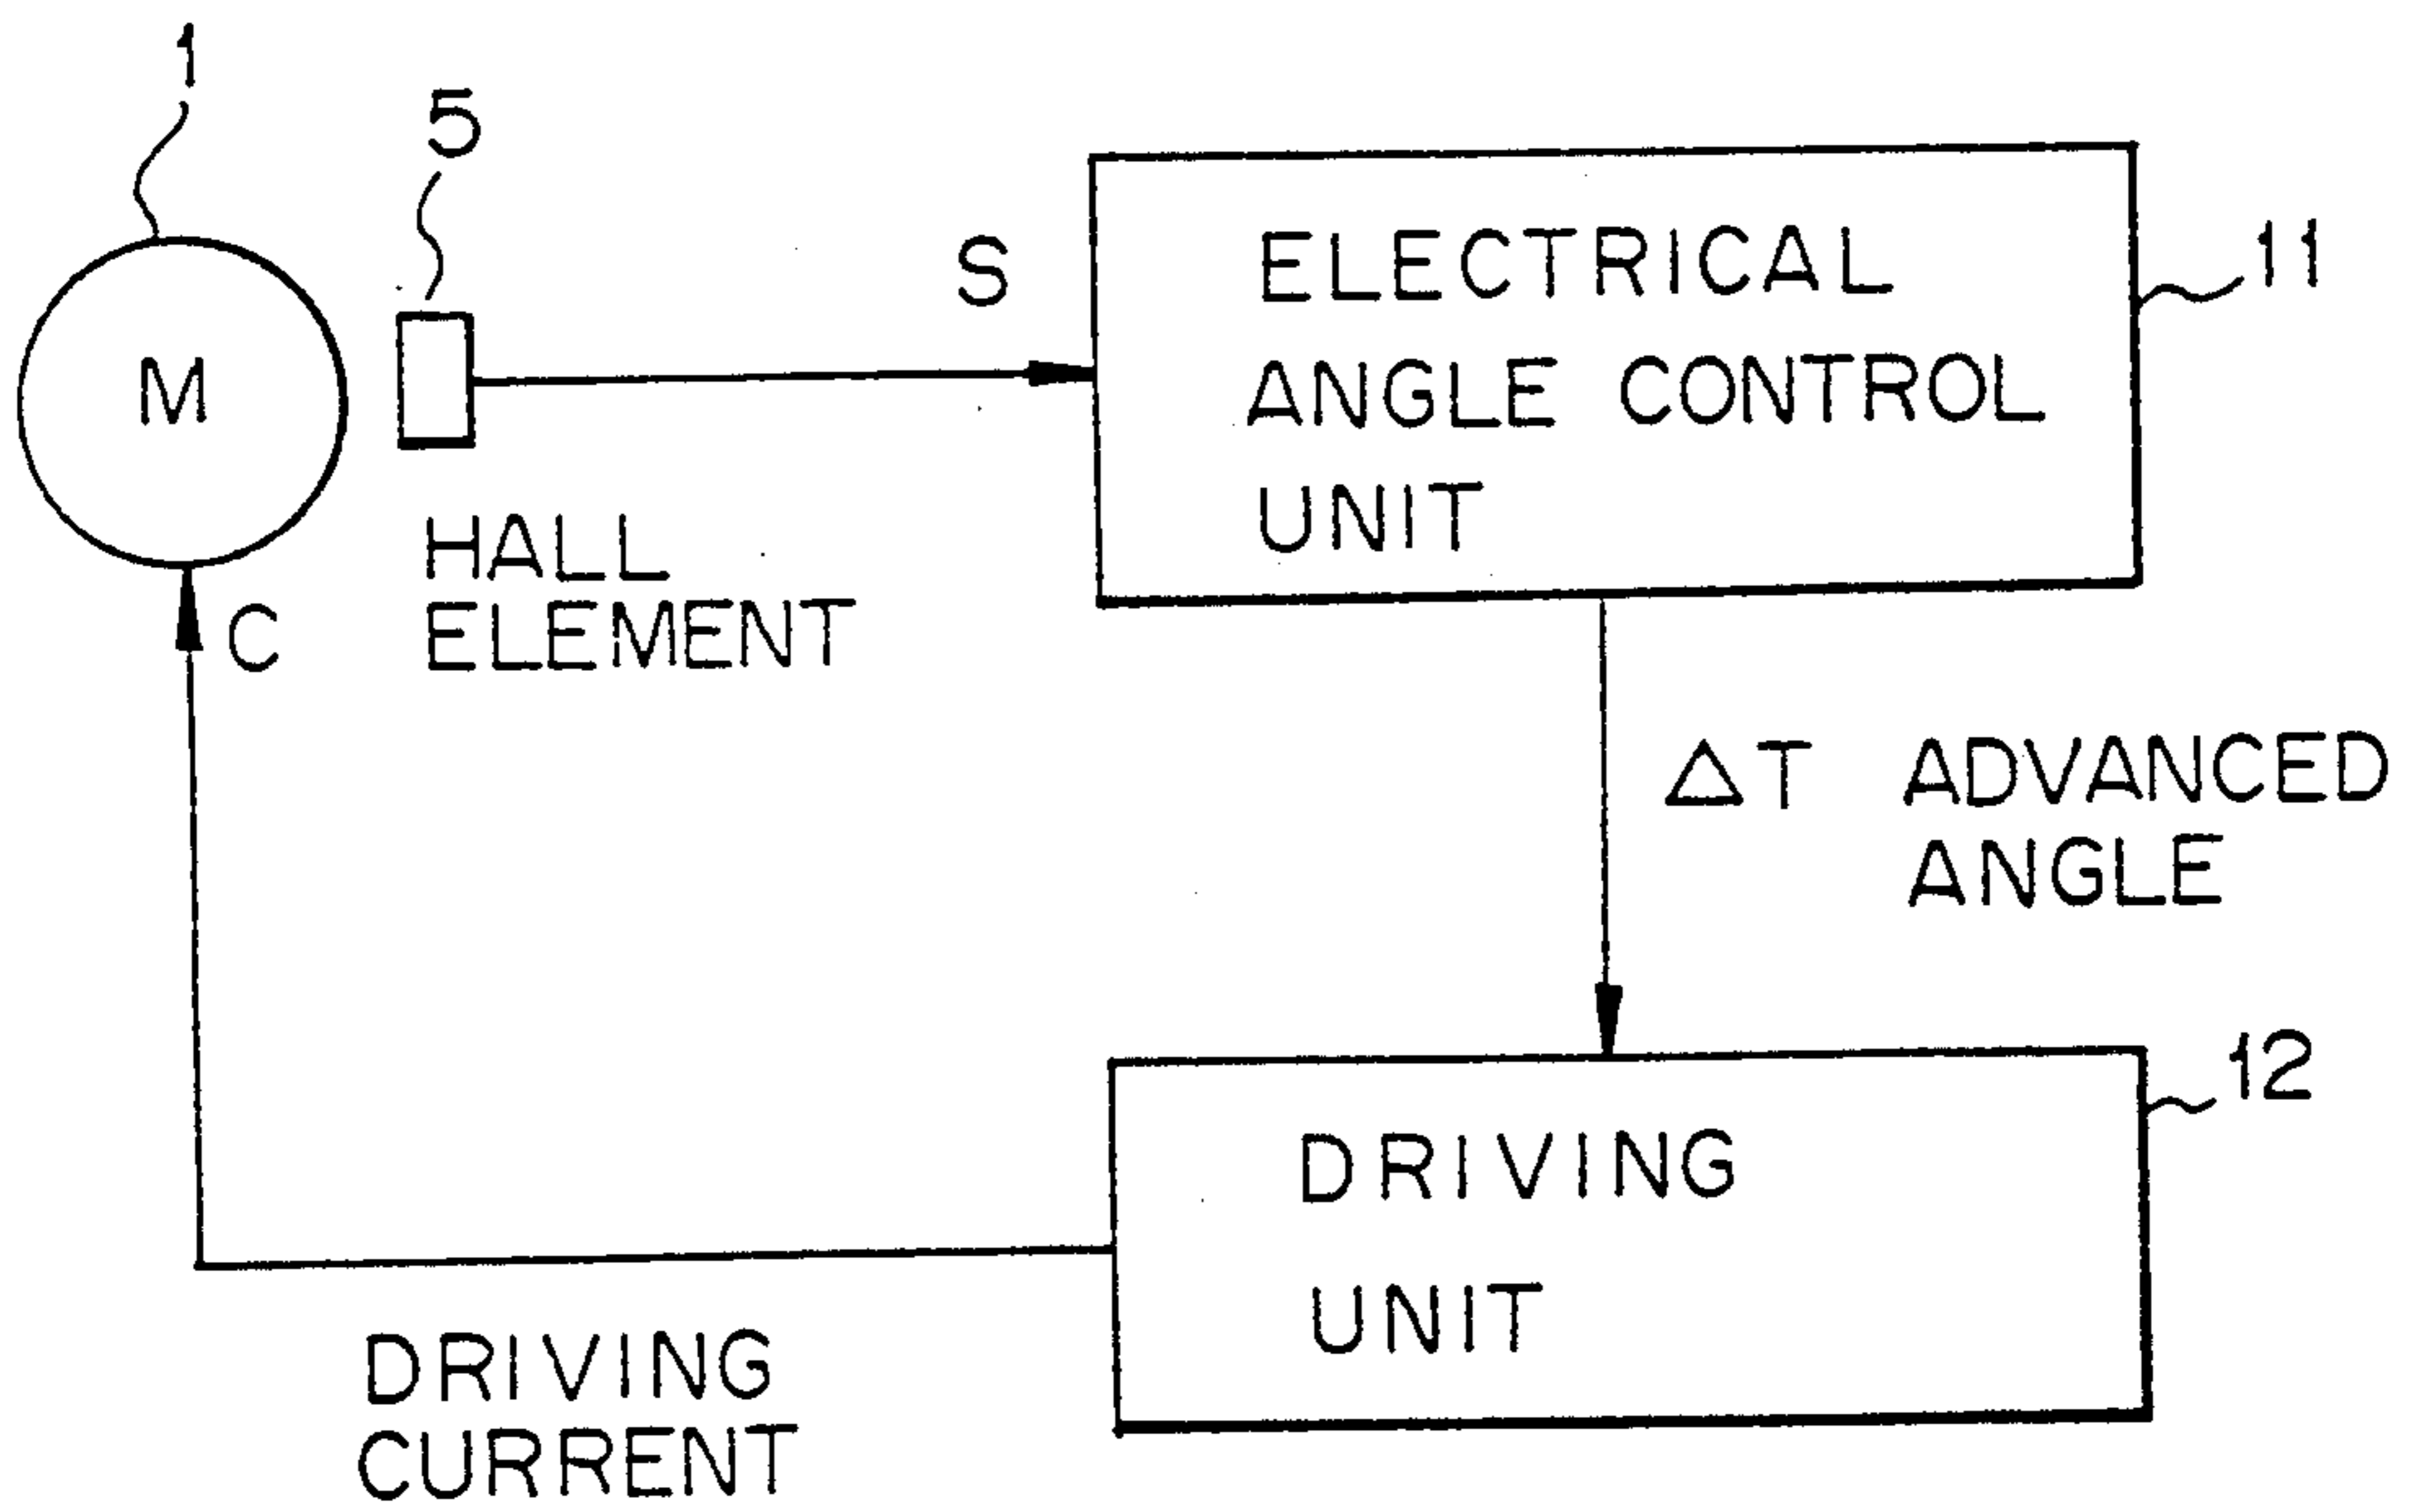 1
5
S
ELECTRICAL
ANGLE CONTROL
UNIT
11
M
HALL
ELEMENT
C
ΔT ADVANCED
ANGLE
12
DRIVING
UNIT
DRIVING
CURRENT